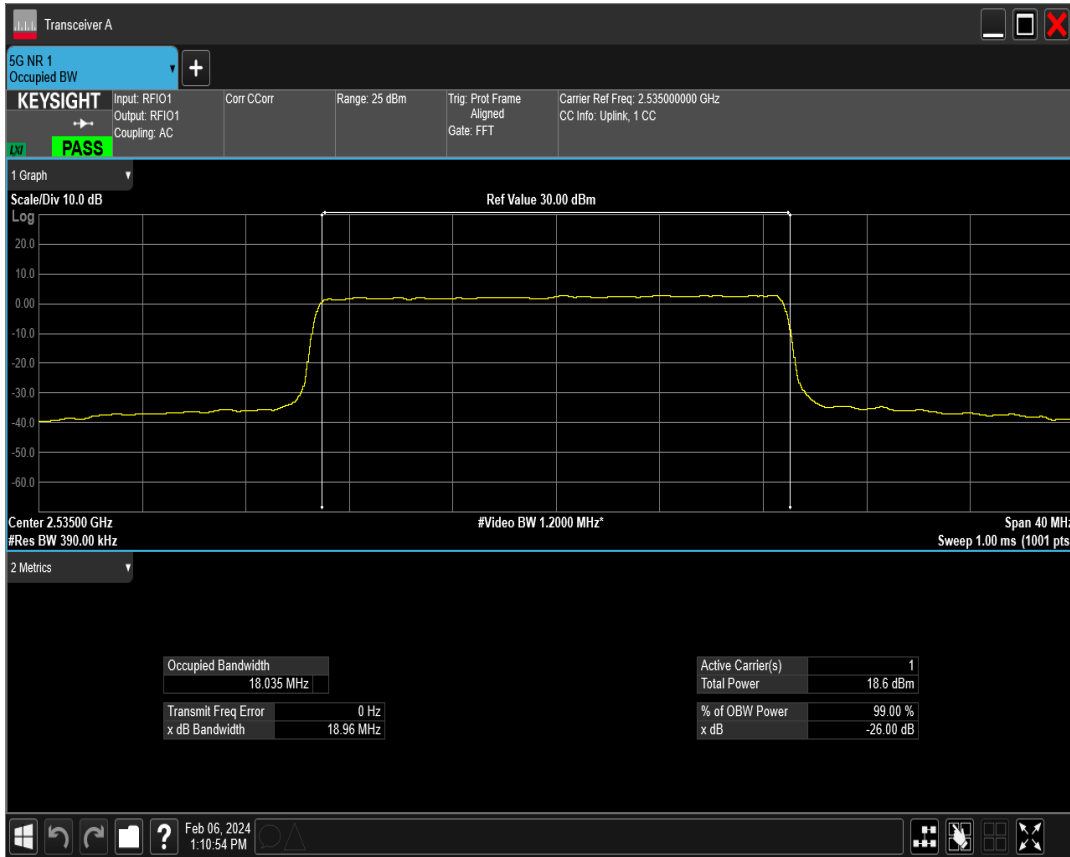 Transceiver A
5G NR 1
Occupied BW
KEYSIGHT
LXI
PASS
Input: RFIO1
Output: RFIO1
Coupling: AC
Corr CCorr
Range: 25 dBm
Trig: Prot Frame
Aligned
Gate: FFT
Carrier Ref Freq: 2.535000000 GHz
CC Info: Uplink, 1 CC
1 Graph
Scale/Div 10.0 dB
Ref Value 30.00 dBm
Log
20.0
10.0
0.00
-10.0
-20.0
-30.0
-40.0
-50.0
-60.0
Center 2.53500 GHz
#Video BW 1.2000 MHz*
Span 40 MHz
#Res BW 390.00 kHz
Sweep 1.00 ms (1001 pts
2 Metrics
Occupied Bandwidth
18.035 MHz
Transmit Freq Error 0 Hz
x dB Bandwidth 18.96 MHz
Active Carrier(s) 1
Total Power 18.6 dBm
% of OBW Power 99.00 %
x dB -26.00 dB
?
Feb 06, 2024
1:10:54 PM